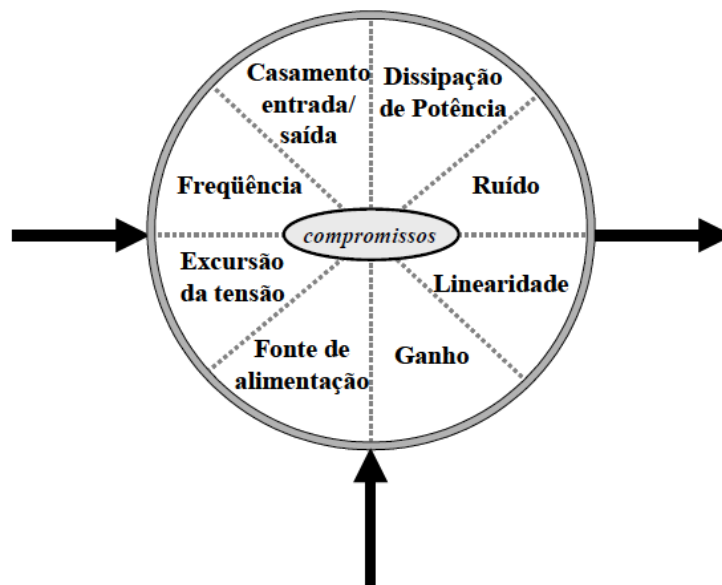 Casamento
entrada/
saída
Dissipação
de Potência
Freqüência
Ruído
compromissos
Excursão
da tensão
Linearidade
Fonte de
alimentação
Ganho